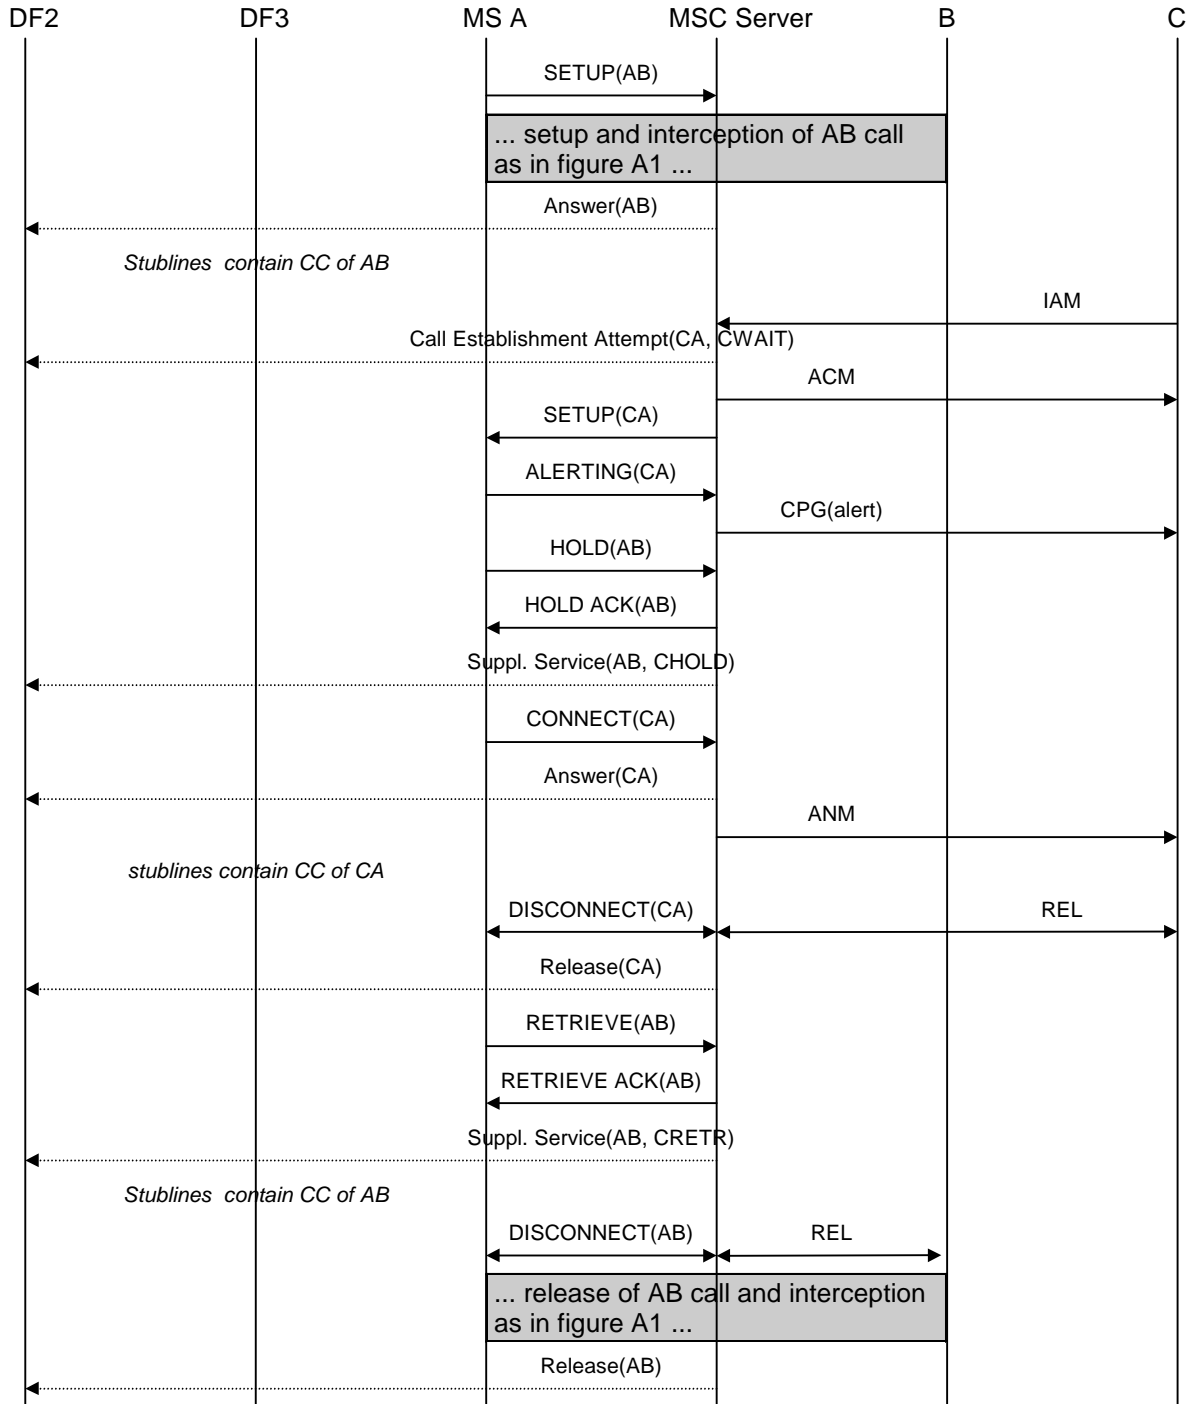 DF2 DF3 MS A MSC Server B C
SETUP(AB)
... setup and interception of AB call
as in figure A1 ...
Answer(AB)
Stublines contain CC of AB
IAM
Call Establishment Attempt(CA, CWAIT)
ACM
SETUP(CA)
ALERTING(CA)
CPG(alert)
HOLD(AB)
HOLD ACK(AB)
Suppl. Service(AB, CHOLD)
CONNECT(CA)
Answer(CA)
ANM
stublines contain CC of CA
DISCONNECT(CA) REL
Release(CA)
RETRIEVE(AB)
RETRIEVE ACK(AB)
Suppl. Service(AB, CRETR)
Stublines contain CC of AB
DISCONNECT(AB) REL
... release of AB call and interception
as in figure A1 ...
Release(AB)